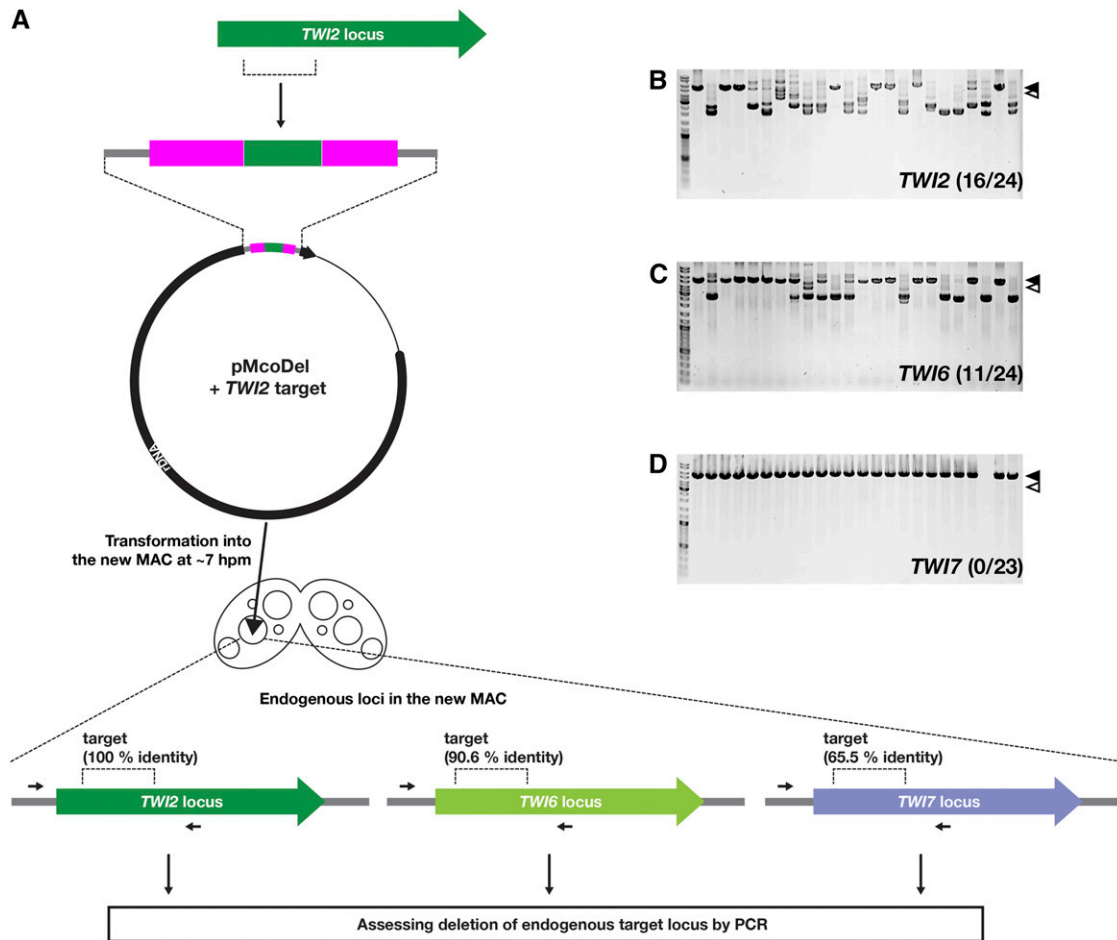 A
TWI2 locus
pMcoDel
+ TWI2 target
rDNA
Transformation into
the new MAC at ~7 hpm
Endogenous loci in the new MAC
target
(100 % identity)
TWI2 locus
target
(90.6 % identity)
TWI6 locus
target
(65.5 % identity)
TWI7 locus
Assessing deletion of endogenous target locus by PCR
B
TWI2 (16/24)
C
TWI6 (11/24)
D
TWI7 (0/23)